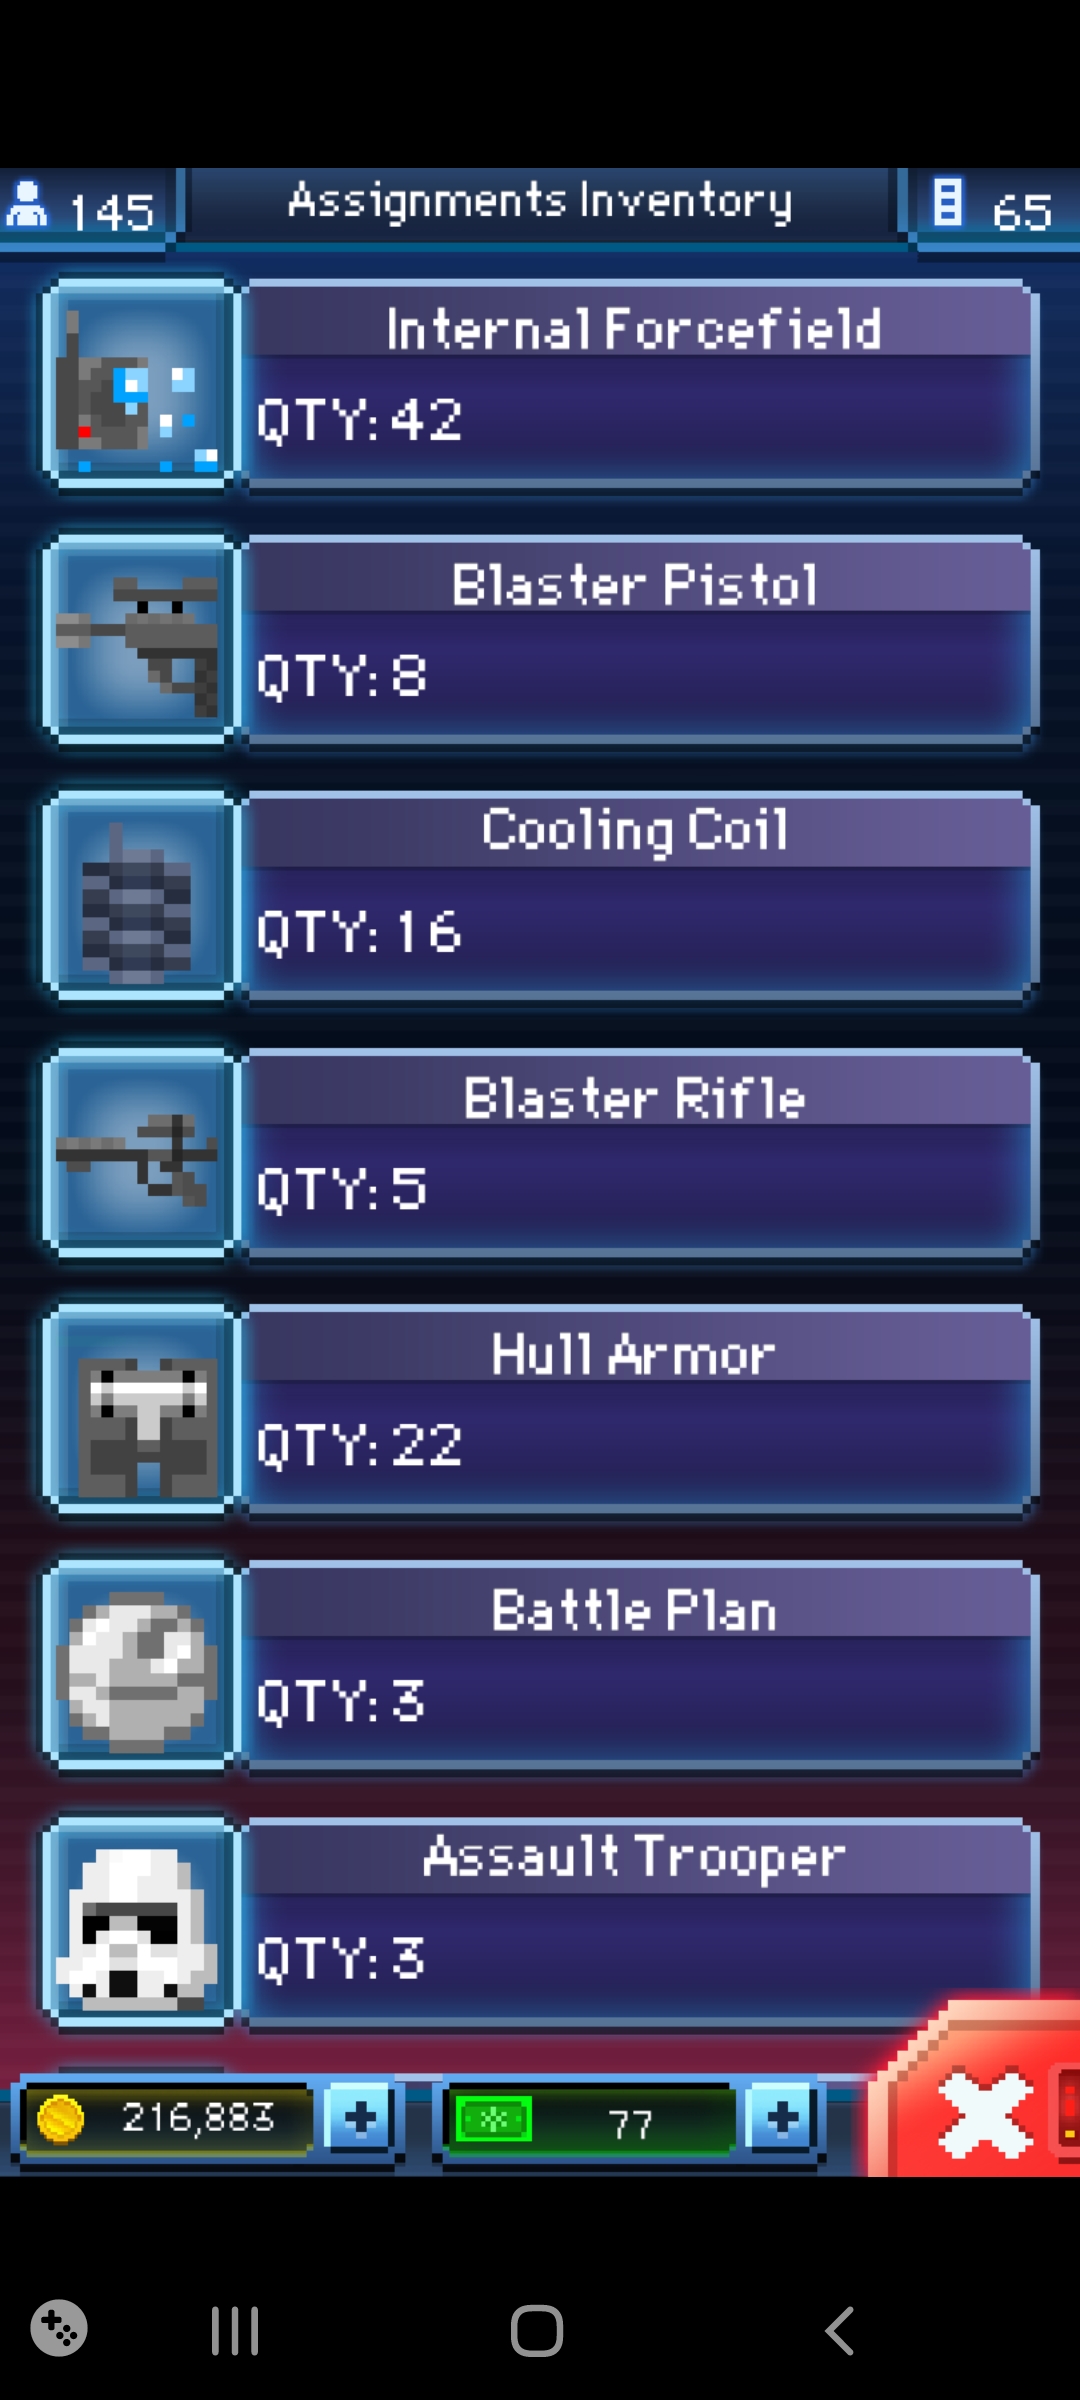 145
Assignments Inventory
65
Internal Forcefield
QTY: 42
Blaster Pistol
QTY: 8
Cooling Coil
QTY: 16
Blaster Rifle
QTY: 5
Hull Armor
QTY: 22
Battle Plan
QTY: 3
Assault Trooper
QTY: 3
216,883
77